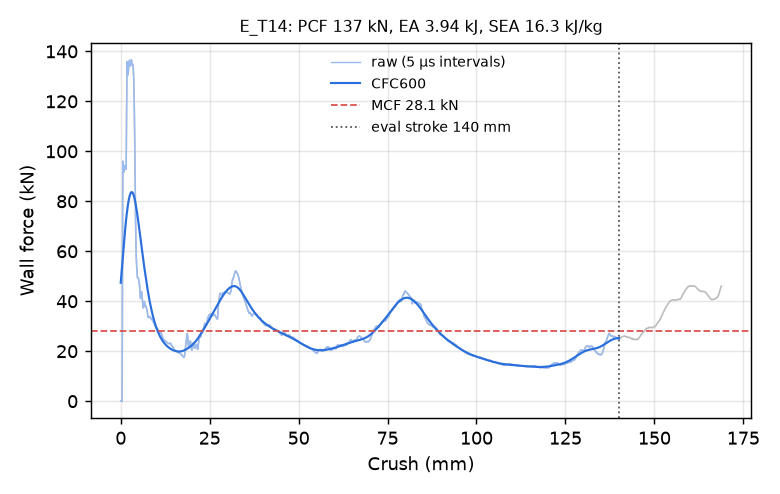 E_T14: PCF 137 kN, EA 3.94 kJ, SEA 16.3 kJ/kg
raw (5 µs intervals)
CFC600
MCF 28.1 kN
eval stroke 140 mm
Wall force (kN)
140
120
100
80
60
40
20
0
0 25 50 75 100 125 150 175
Crush (mm)